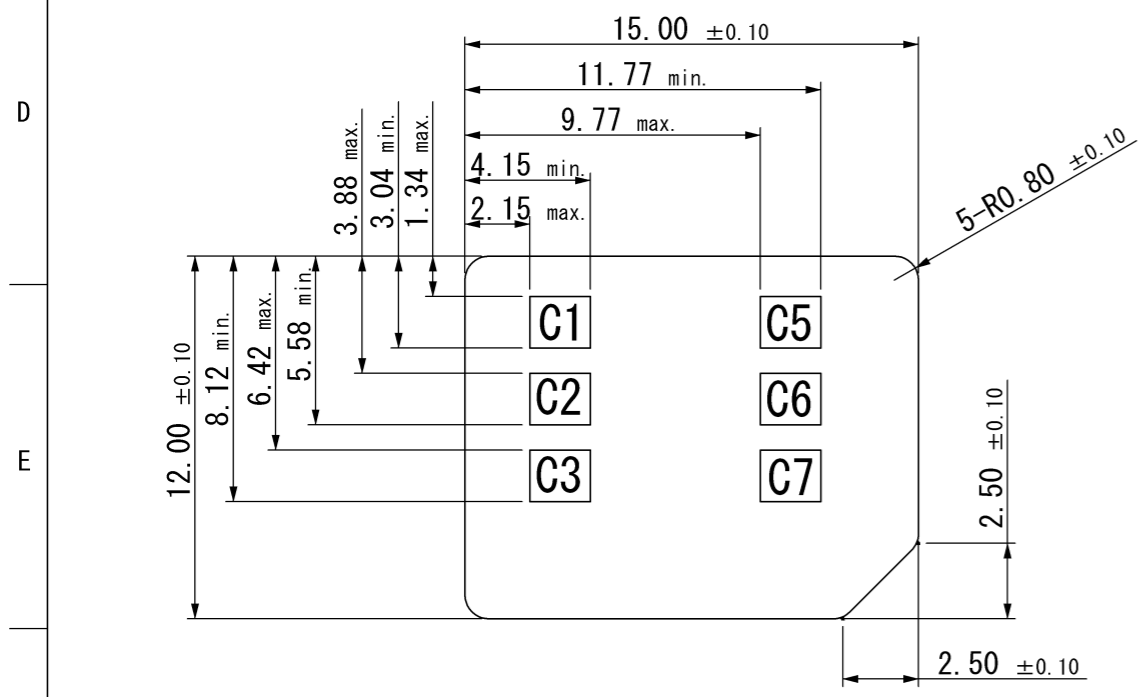 15.00 ±0.10
11.77 min.
D
9.77 max.
5-R0.80 ±0.10
3.88 max.
3.04 min.
1.34 max.
4.15 min.
2.15 max.
12.00 ±0.10
8.12 min.
6.42 max.
5.58 min.
C1 C5
C2 C6
E
C3 C7
2.50 ±0.10
2.50 ±0.10